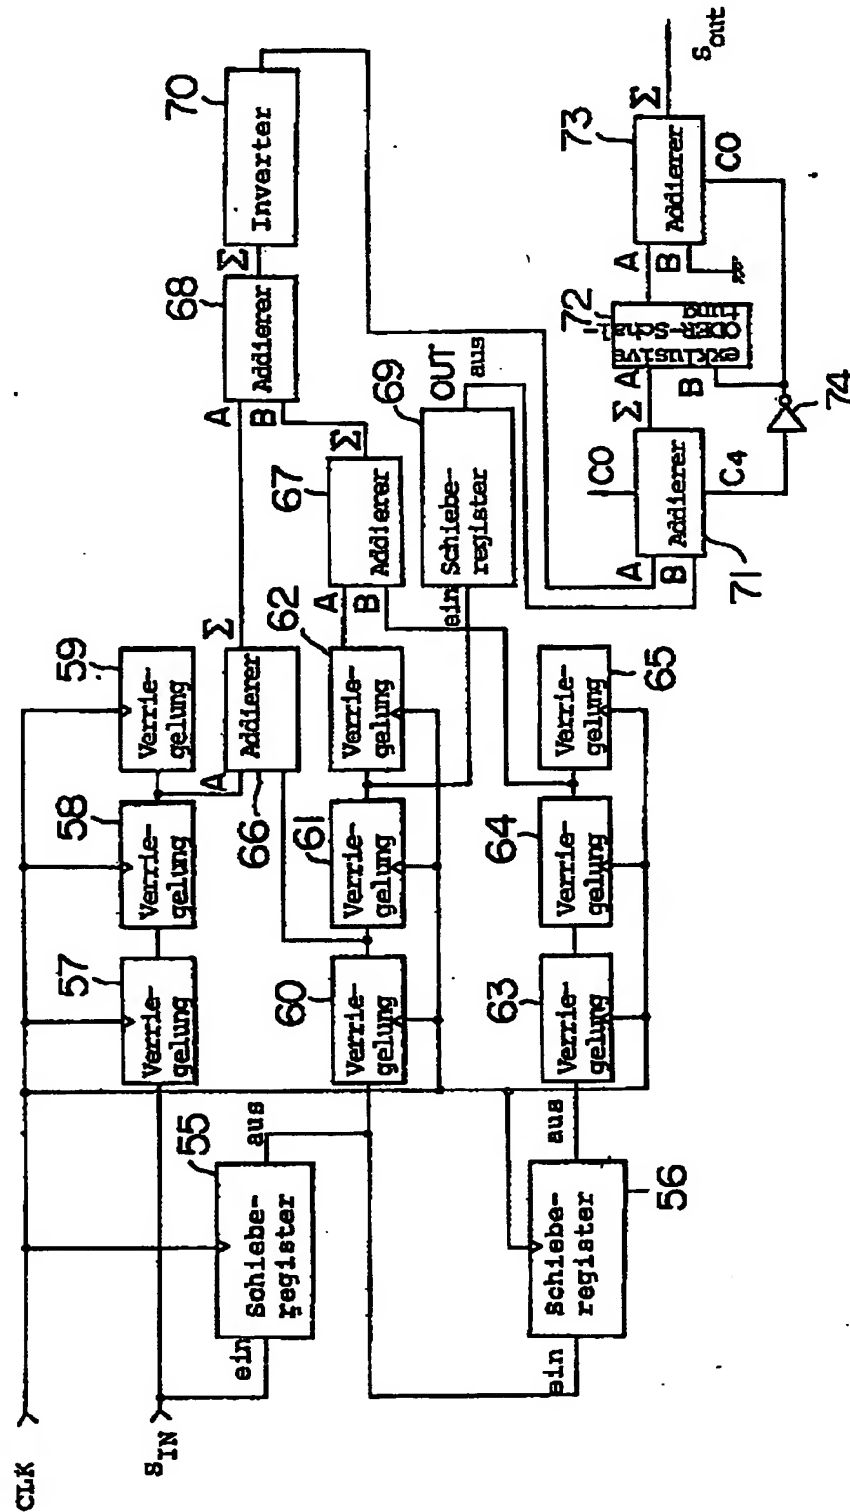 CLK
S IN
ein
Schiebe-
register
aus
55
ein
Schiebe-
register
aus
56
57
Verrie-
gelung
58
Verrie-
gelung
59
Verrie-
gelung
60
Verrie-
gelung
61
Verrie-
gelung
62
Verrie-
gelung
63
Verrie-
gelung
64
Verrie-
gelung
65
Verrie-
gelung
66
A
Addierer
Σ
67
A
B
Addierer
Σ
68
A
B
Addierer
Σ
69
ein
Schiebe-
register
OUT
aus
70
Inverter
71
A
B
Addierer
CO
C4
Σ
72
A
B
exklusive
ODER-Schal-
tung
73
A
B
Addierer
CO
Σ
74
Sout